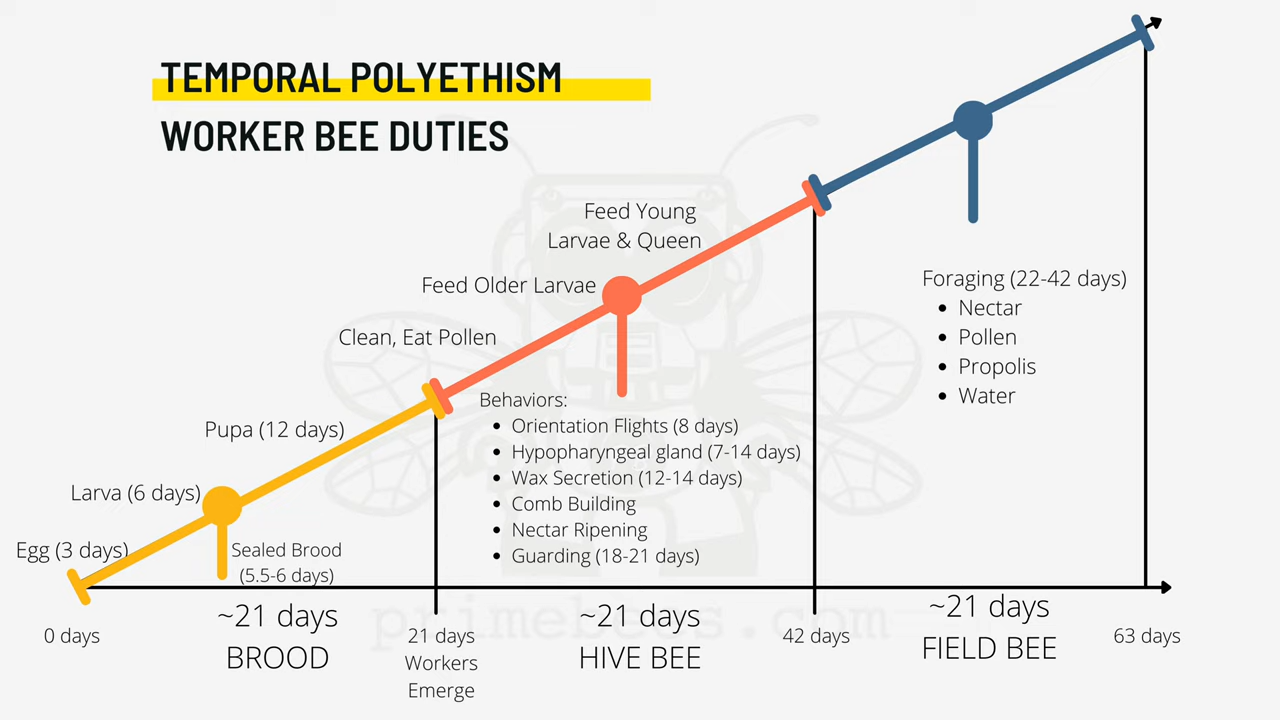 TEMPORAL POLYETHISM
WORKER BEE DUTIES
Feed Young
Larvae & Queen
Feed Older Larvae
Clean, Eat Pollen
Pupa (12 days)
Larva (6 days)
Egg (3 days)
Sealed Brood
(5.5-6 days)
Behaviors:
• Orientation Flights (8 days)
• Hypopharyngeal gland (7-14 days)
• Wax Secretion (12-14 days)
• Comb Building
• Nectar Ripening
• Guarding (18-21 days)
Foraging (22-42 days)
• Nectar
• Pollen
• Propolis
• Water
0 days
~21 days
BROOD
21 days
Workers
Emerge
~21 days
HIVE BEE
42 days
~21 days
FIELD BEE
63 days
primebees.com